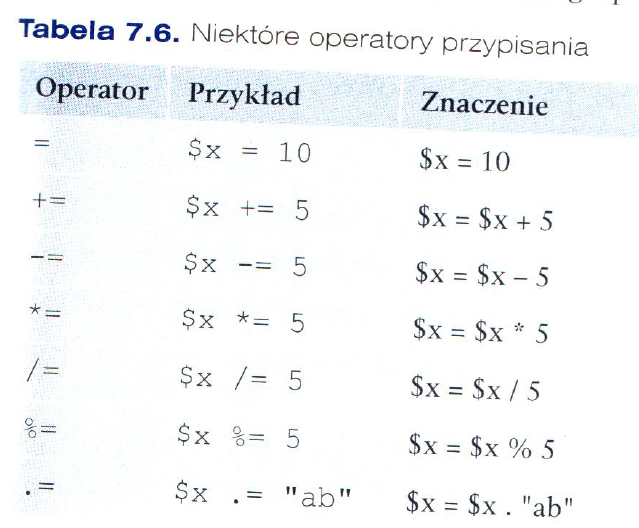 Tabela 7.6. Niektóre operatory przypisania
Operator Przykład Znaczenie
= $x = 10 $x = 10
+= $x += 5 $x = $x + 5
-= $x -= 5 $x = $x – 5
*= $x *= 5 $x = $x * 5
/= $x /= 5 $x = $x / 5
%= $x %= 5 $x = $x % 5
.= $x .= "ab" $x = $x . "ab"